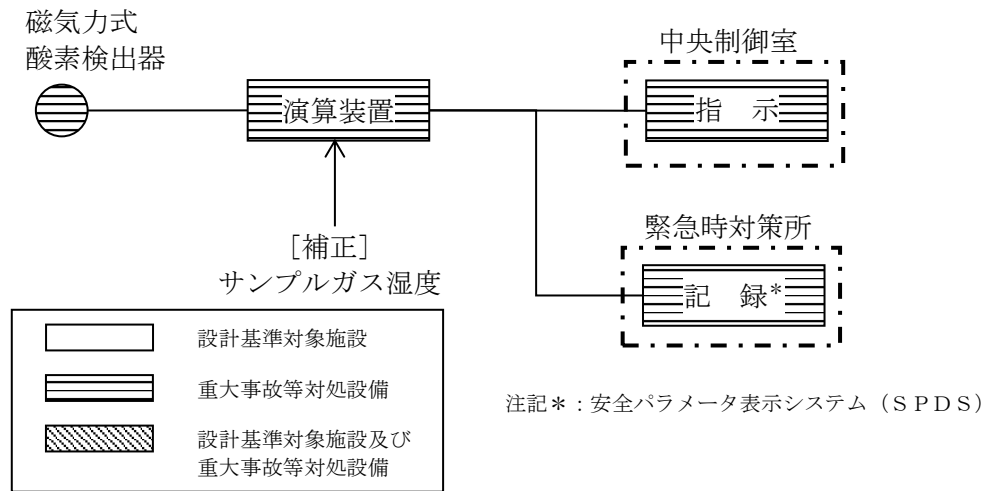 磁気力式
酸素検出器
演算装置
[補正]
サンプルガス湿度
中央制御室
指　示
緊急時対策所
記　録*
設計基準対象施設
重大事故等対処設備
設計基準対象施設及び
重大事故等対処設備
注記＊：安全パラメータ表示システム（ＳＰＤＳ）